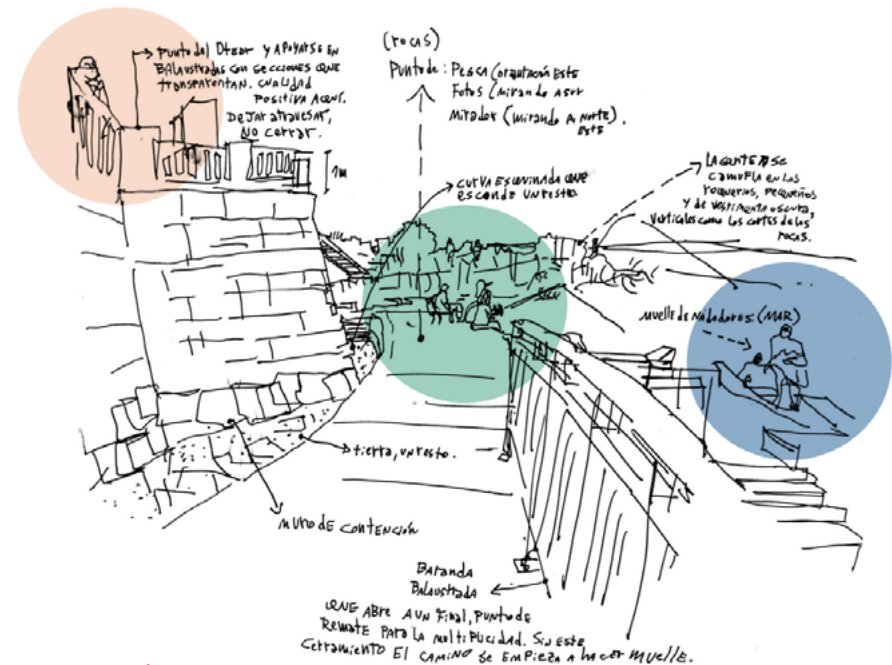 Punto del Otear y APoyarse en
BALaustradas con secciones que
transparentan. cualidad
Positiva Acont.
Dejar atravesar,
no cerrar.
1m
(rocas)
Punto de: Pesca (orientación Este
Fotos (mirando A sur
Mirador (mirando A Norte).
Este
curva Esquinada que
esconde un resto
LA gente se
camufla en los
roqueríos, pequeños
y de vestimenta oscura,
verticales como los cortes de las
rocas.
Muelle de Nadadores (MAR)
tierra, un resto.
muro de contención
Baranda
Balaustrada
que Abre A un Final, Punto de
Remate Para la multiplicidad. Sin este
Cerramiento El camino se Empieza a hacer muelle.